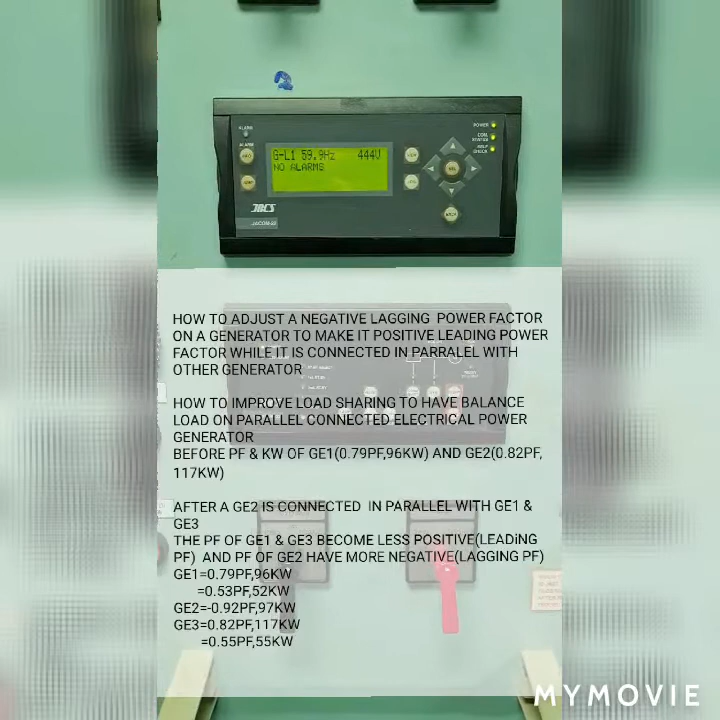 ALARM
POWER
ALARM
G-L1 59.9Hz 444V
NO ALARMS
JRCS
HOW TO ADJUST A NEGATIVE LAGGING POWER FACTOR
ON A GENERATOR TO MAKE IT POSITIVE LEADING POWER
FACTOR WHILE IT IS CONNECTED IN PARRALEL WITH
OTHER GENERATOR
HOW TO IMPROVE LOAD SHARING TO HAVE BALANCE
LOAD ON PARALLEL CONNECTED ELECTRICAL POWER
GENERATOR
BEFORE PF & KW OF GE1(0.79PF,96KW) AND GE2(0.82PF,
117KW)
AFTER A GE2 IS CONNECTED IN PARALLEL WITH GE1 &
GE3
THE PF OF GE1 & GE3 BECOME LESS POSITIVE(LEADiNG
PF) AND PF OF GE2 HAVE MORE NEGATIVE(LAGGING PF)
GE1=0.79PF,96KW
=0.53PF,52KW
GE2=-0.92PF,97KW
GE3=0.82PF,117KW
=0.55PF,55KW
MYMOVIE